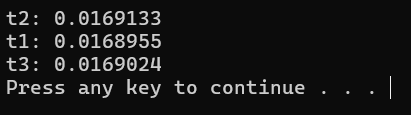 t2: 0.0169133
t1: 0.0168955
t3: 0.0169024
Press any key to continue . . .